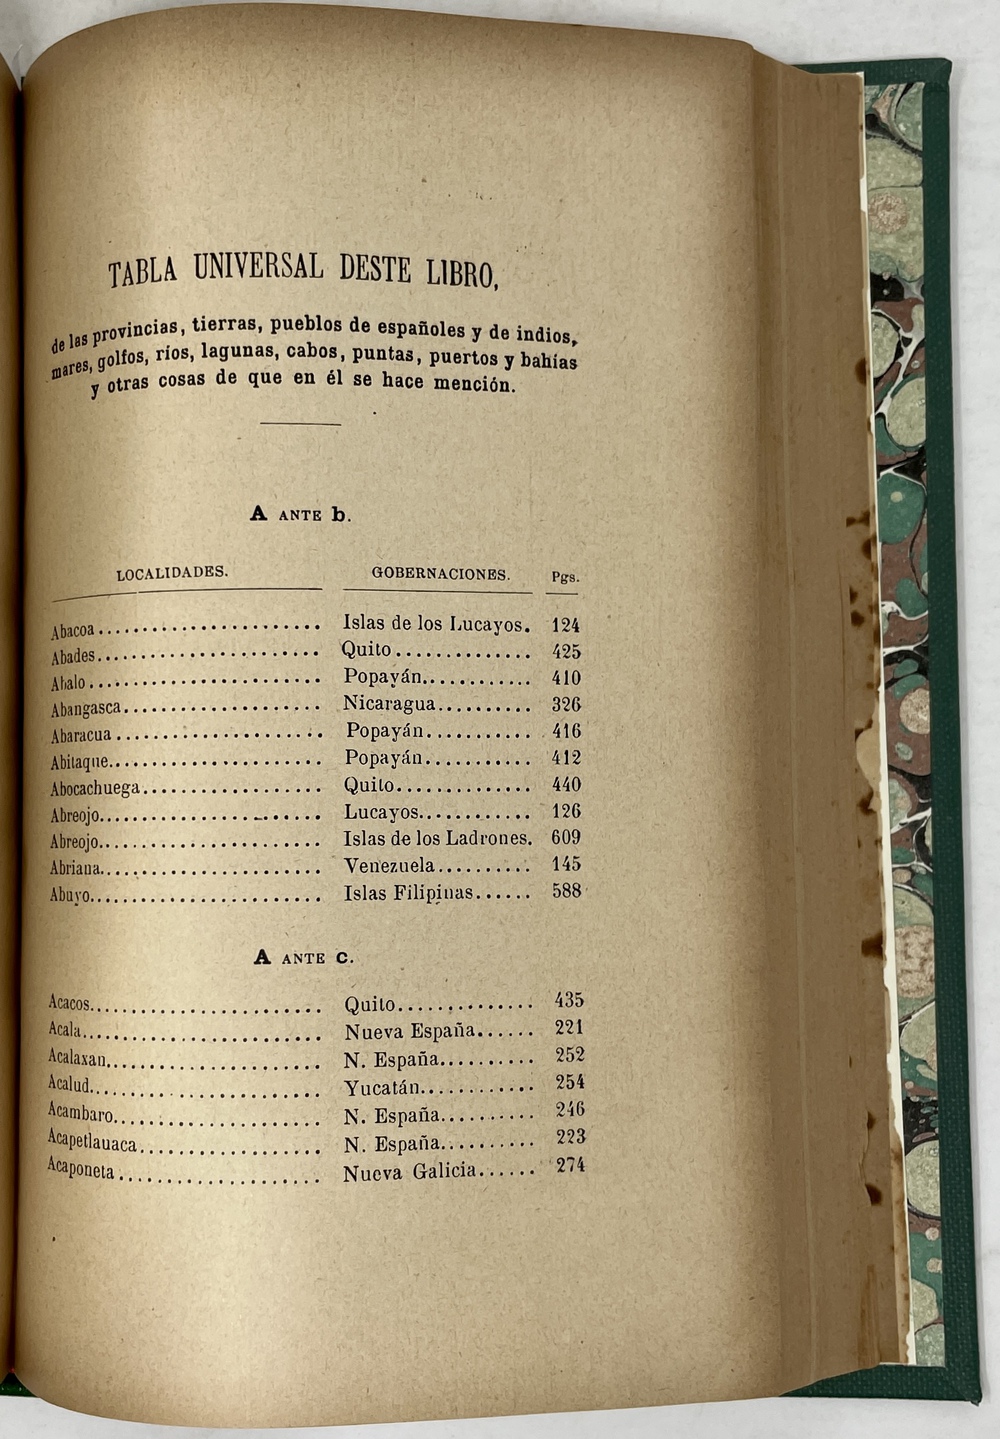 TABLA UNIVERSAL DESTE LIBRO,
de las provincias, tierras, pueblos de españoles y de indios,
mares, golfos, ríos, lagunas, cabos, puntas, puertos y bahías
y otras cosas de que en él se hace mención.
A ANTE b.
LOCALIDADES. GOBERNACIONES. Pgs.
Abacoa........................ Islas de los Lucayos. 124
Abades........................ Quito.............. 425
Abalo........................ Popayán............ 410
Abangasca..................... Nicaragua.......... 326
Abaracua...................... Popayán........... 416
Abitaque...................... Popayán........... 412
Abocachuega................... Quito.............. 440
Abreojo....................... Lucayos............ 126
Abreojo....................... Islas de los Ladrones. 609
Abriana....................... Venezuela.......... 145
Abuyo......................... Islas Filipinas...... 588
A ANTE c.
Acacos........................ Quito.............. 435
Acala......................... Nueva España...... 221
Acalaxan...................... N. España.......... 252
Acalud........................ Yucatán............ 254
Acambaro...................... N. España.......... 246
Acapetlauaca.................. N. España.......... 223
Acaponeta..................... Nueva Galicia...... 274